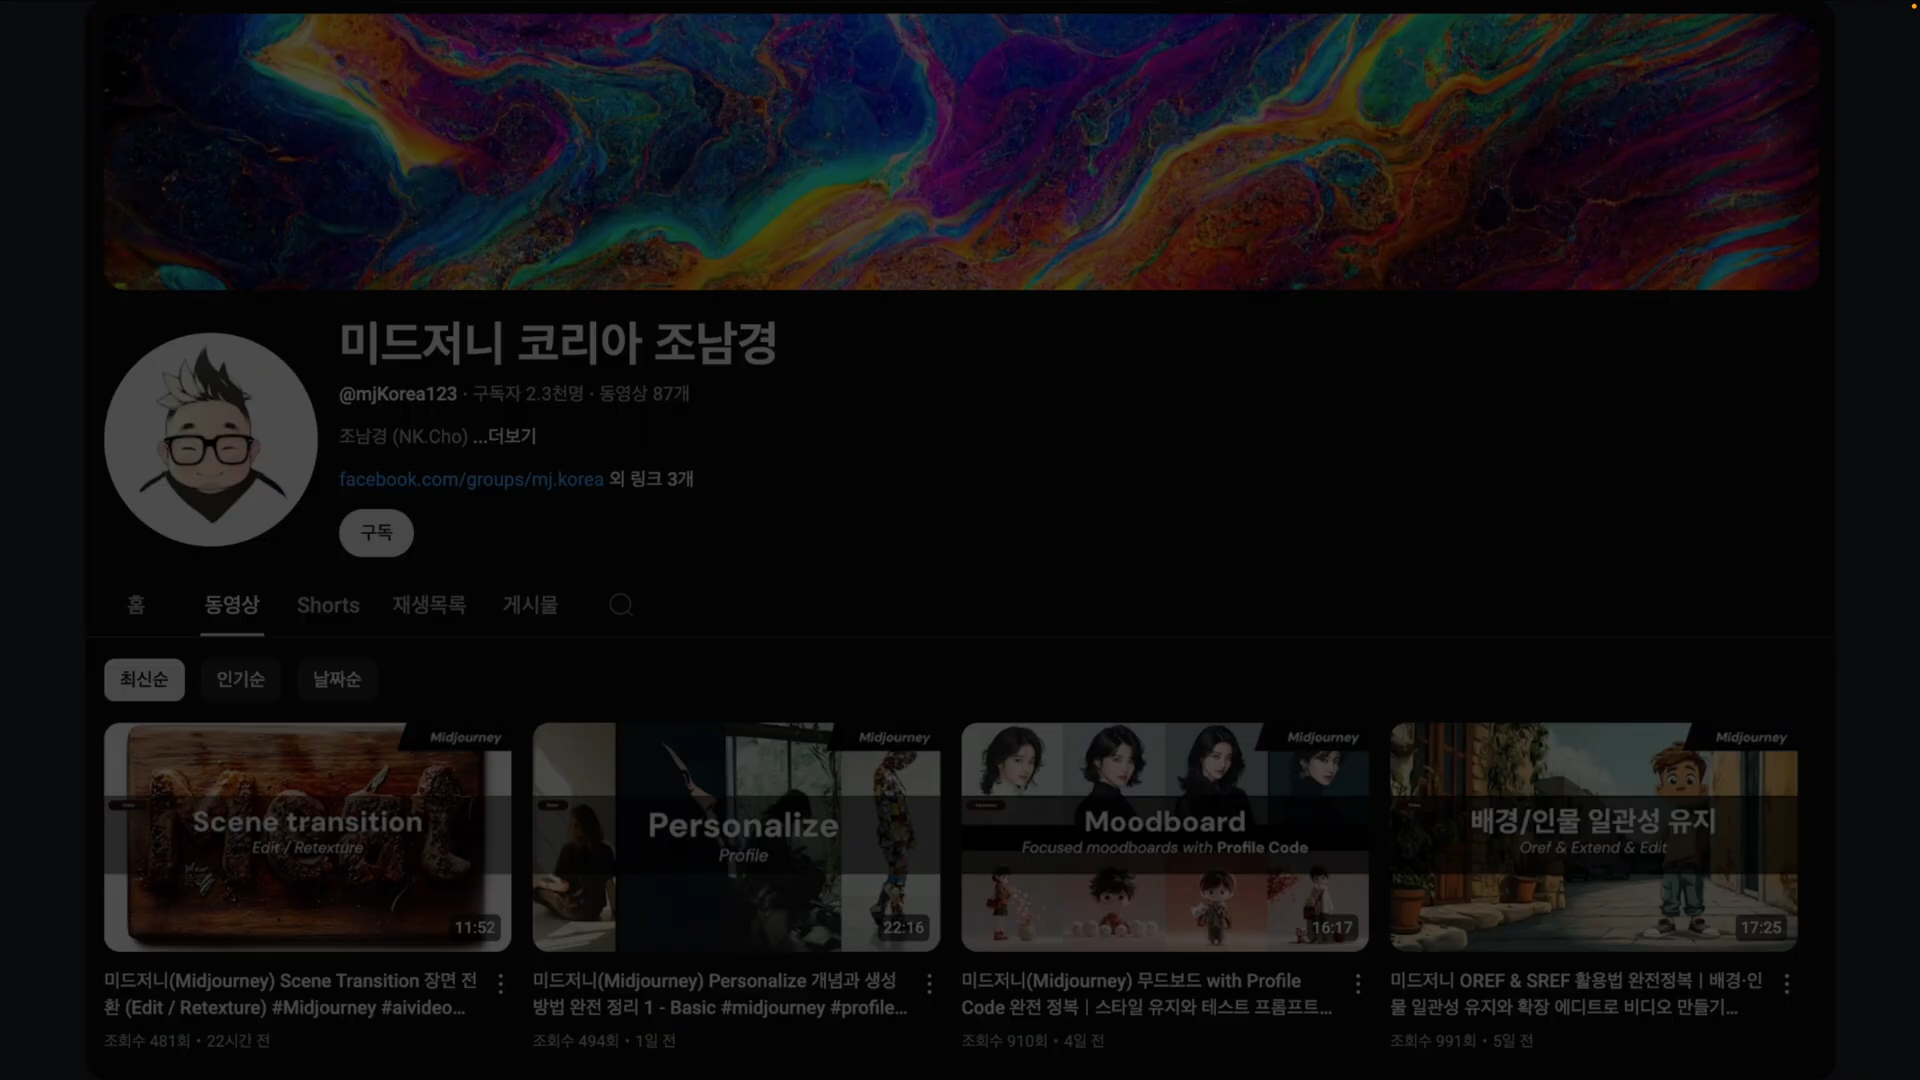 미드저니 코리아 조남경
@mjKorea123 · 구독자 2.3천명 · 동영상 87개
조남경 (NK.Cho) ...더보기
facebook.com/groups/mj.korea 외 링크 3개
구독
홈 동영상 Shorts 재생목록 게시물
최신순 인기순 날짜순
Midjourney
Scene transition
Edit / Retexture
11:52
Midjourney
Personalize
Profile
22:16
Midjourney
Moodboard
Focused moodboards with Profile Code
16:17
Midjourney
배경/인물 일관성 유지
Oref & Extend & Edit
17:25
미드저니(Midjourney) Scene Transition 장면 전
환 (Edit / Retexture) #Midjourney #aivideo...
조회수 481회 · 22시간 전
미드저니(Midjourney) Personalize 개념과 생성
방법 완전 정리 1 - Basic #midjourney #profile...
조회수 494회 · 1일 전
미드저니(Midjourney) 무드보드 with Profile
Code 완전 정복 | 스타일 유지와 테스트 프롬프트...
조회수 910회 · 4일 전
미드저니 OREF & SREF 활용법 완전정복 | 배경·인
물 일관성 유지와 확장 에디트로 비디오 만들기...
조회수 991회 · 5일 전